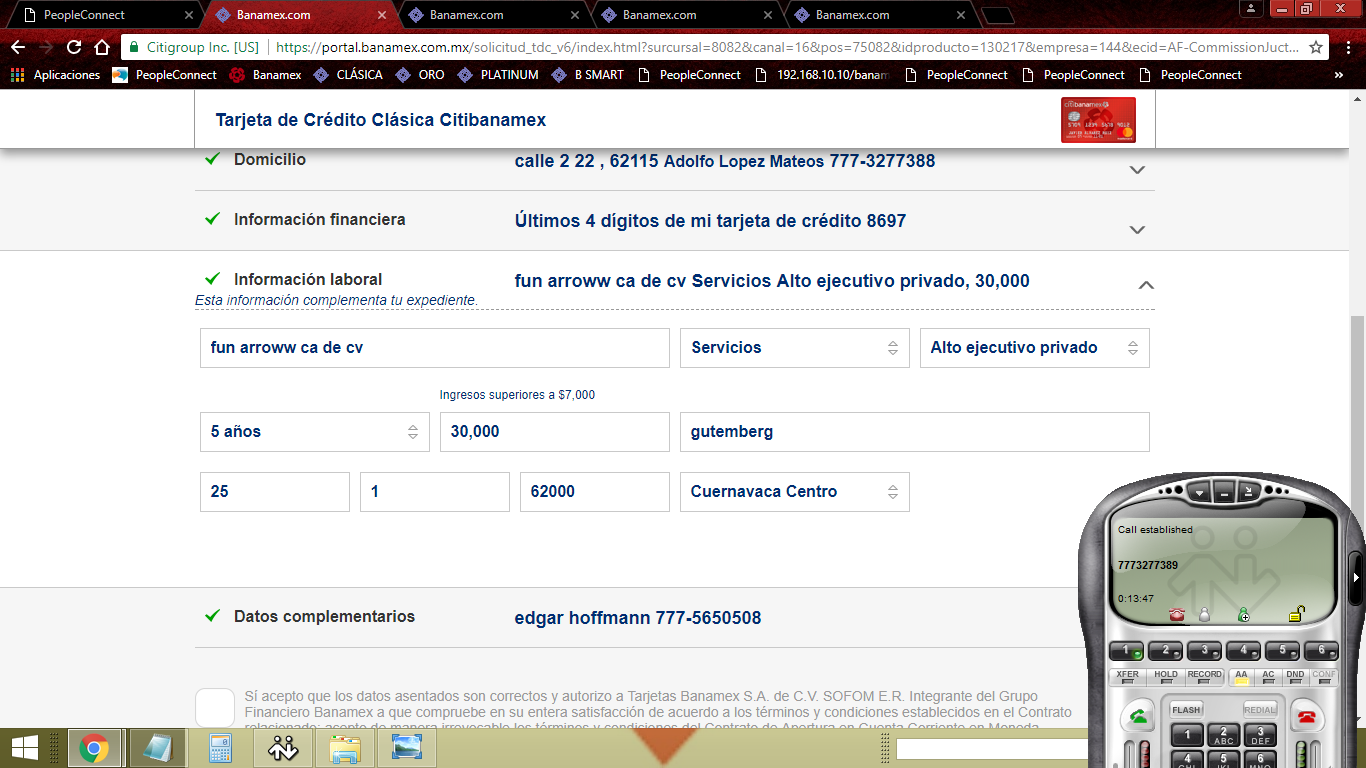 PeopleConnect
Banamex.com
Banamex.com
Banamex.com
Banamex.com
Citigroup Inc. [US]
https://portal.banamex.com.mx/solicitud_tdc_v6/index.html?surcursal=8082&canal=16&pos=75082&idproducto=130217&empresa=144&ecid=AF-CommissionJuct...
Aplicaciones
PeopleConnect
Banamex
CLÁSICA
ORO
PLATINUM
B SMART
PeopleConnect
192.168.10.10/banam
PeopleConnect
PeopleConnect
PeopleConnect
»
Tarjeta de Crédito Clásica Citibanamex
citibanamex
Domicilio
calle 2 22 , 62115 Adolfo Lopez Mateos 777-3277388
Información financiera
Últimos 4 dígitos de mi tarjeta de crédito 8697
Información laboral
fun arroww ca de cv Servicios Alto ejecutivo privado, 30,000
Esta información complementa tu expediente.
fun arroww ca de cv
Servicios
Alto ejecutivo privado
Ingresos superiores a $7,000
5 años
30,000
gutemberg
25
1
62000
Cuernavaca Centro
Datos complementarios
edgar hoffmann 777-5650508
Sí acepto que los datos asentados son correctos y autorizo a Tarjetas Banamex S.A. de C.V. SOFOM E.R. Integrante del Grupo
Financiero Banamex a que compruebe en su entera satisfacción de acuerdo a los términos y condiciones establecidos en el Contrato
Call established
7773277389
0:13:47
1 2 3 4 5 6
XFER HOLD RECORD AA AC DND CONF
FLASH REDIAL
1 2 ABC 3 DEF
4 5 6